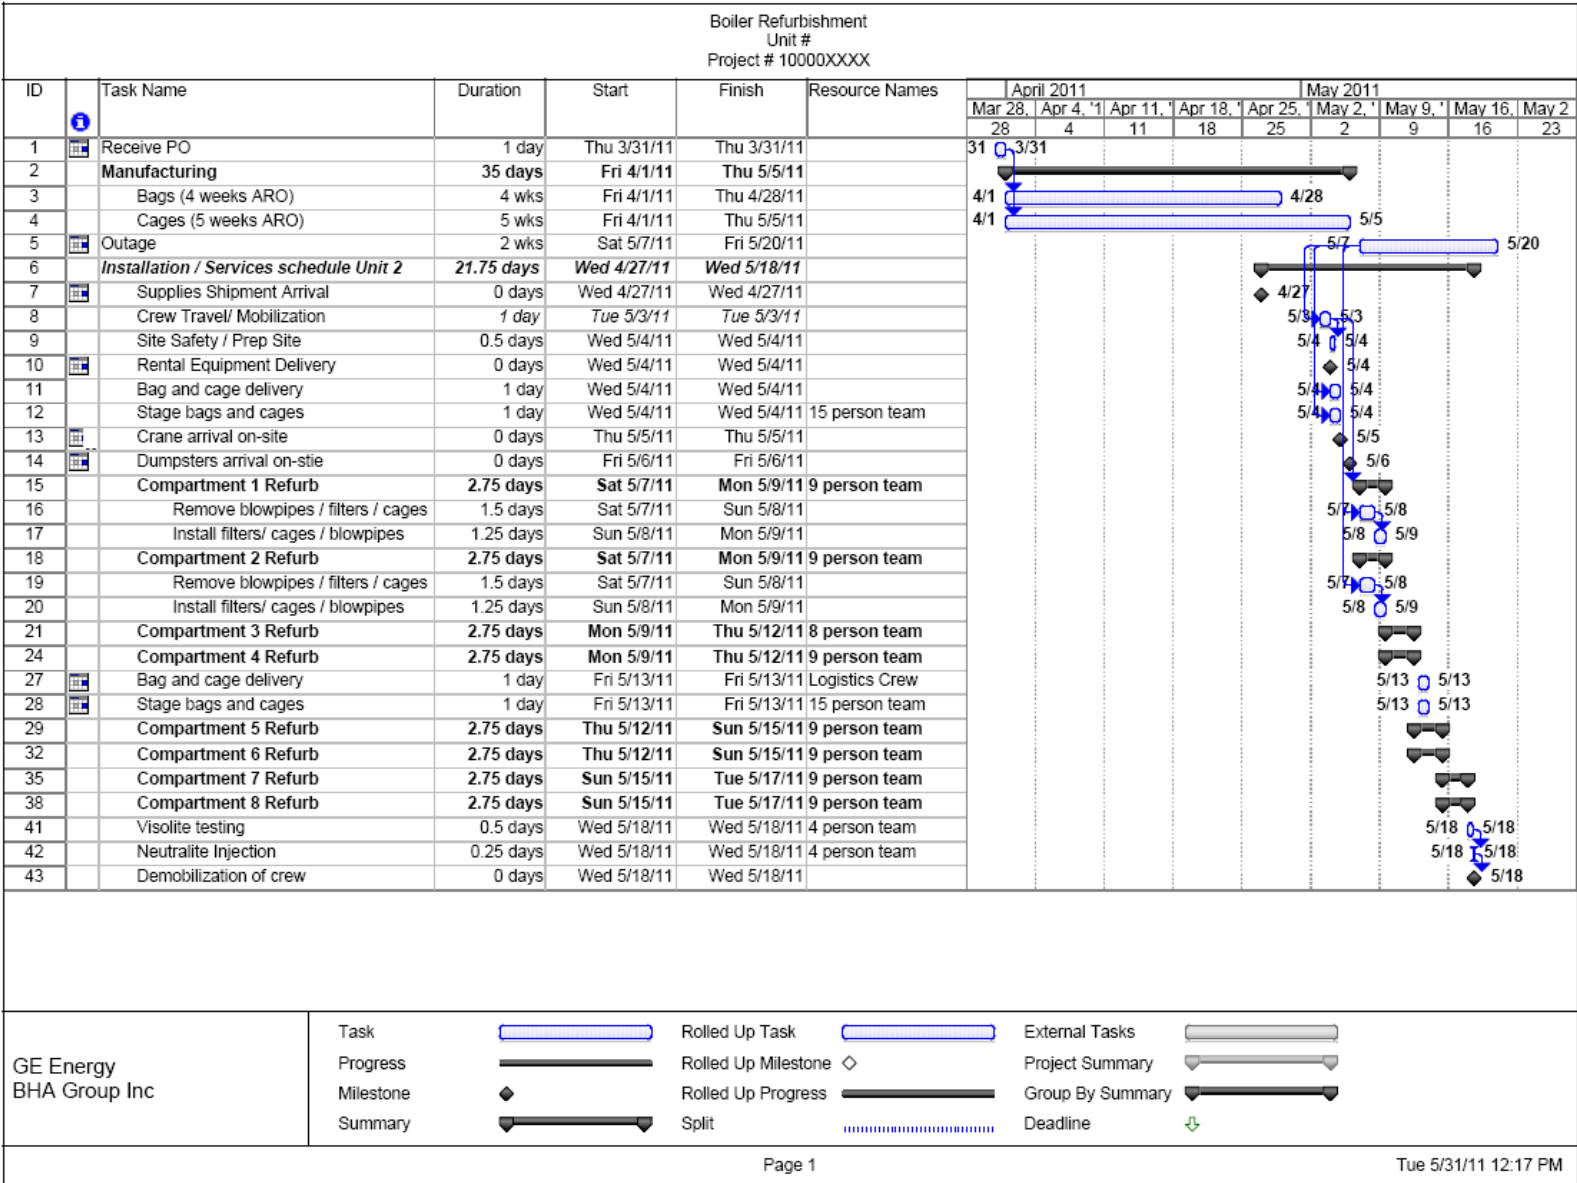 Boiler Refurbishment
Unit #
Project # 10000XXXX
ID Task Name Duration Start Finish Resource Names April 2011 May 2011
Mar 28, Apr 4, '1 Apr 11, ' Apr 18, ' Apr 25, ' May 2, ' May 9, ' May 16, May 2
28 4 11 18 25 2 9 16 23
1 Receive PO 1 day Thu 3/31/11 Thu 3/31/11 31 3/31
2 Manufacturing 35 days Fri 4/1/11 Thu 5/5/11
3 Bags (4 weeks ARO) 4 wks Fri 4/1/11 Thu 4/28/11 4/1 4/28
4 Cages (5 weeks ARO) 5 wks Fri 4/1/11 Thu 5/5/11 4/1 5/5
5 Outage 2 wks Sat 5/7/11 Fri 5/20/11 5/7 5/20
6 Installation / Services schedule Unit 2 21.75 days Wed 4/27/11 Wed 5/18/11
7 Supplies Shipment Arrival 0 days Wed 4/27/11 Wed 4/27/11 4/27
8 Crew Travel/ Mobilization 1 day Tue 5/3/11 Tue 5/3/11 5/3 5/3
9 Site Safety / Prep Site 0.5 days Wed 5/4/11 Wed 5/4/11 5/4 5/4
10 Rental Equipment Delivery 0 days Wed 5/4/11 Wed 5/4/11 5/4
11 Bag and cage delivery 1 day Wed 5/4/11 Wed 5/4/11 5/4 5/4
12 Stage bags and cages 1 day Wed 5/4/11 Wed 5/4/11 15 person team 5/4 5/4
13 Crane arrival on-site 0 days Thu 5/5/11 Thu 5/5/11 5/5
14 Dumpsters arrival on-stie 0 days Fri 5/6/11 Fri 5/6/11 5/6
15 Compartment 1 Refurb 2.75 days Sat 5/7/11 Mon 5/9/11 9 person team
16 Remove blowpipes / filters / cages 1.5 days Sat 5/7/11 Sun 5/8/11 5/7 5/8
17 Install filters/ cages / blowpipes 1.25 days Sun 5/8/11 Mon 5/9/11 5/8 5/9
18 Compartment 2 Refurb 2.75 days Sat 5/7/11 Mon 5/9/11 9 person team
19 Remove blowpipes / filters / cages 1.5 days Sat 5/7/11 Sun 5/8/11 5/7 5/8
20 Install filters/ cages / blowpipes 1.25 days Sun 5/8/11 Mon 5/9/11 5/8 5/9
21 Compartment 3 Refurb 2.75 days Mon 5/9/11 Thu 5/12/11 8 person team
24 Compartment 4 Refurb 2.75 days Mon 5/9/11 Thu 5/12/11 9 person team
27 Bag and cage delivery 1 day Fri 5/13/11 Fri 5/13/11 Logistics Crew 5/13 5/13
28 Stage bags and cages 1 day Fri 5/13/11 Fri 5/13/11 15 person team 5/13 5/13
29 Compartment 5 Refurb 2.75 days Thu 5/12/11 Sun 5/15/11 9 person team
32 Compartment 6 Refurb 2.75 days Thu 5/12/11 Sun 5/15/11 9 person team
35 Compartment 7 Refurb 2.75 days Sun 5/15/11 Tue 5/17/11 9 person team
38 Compartment 8 Refurb 2.75 days Sun 5/15/11 Tue 5/17/11 9 person team
41 Visolite testing 0.5 days Wed 5/18/11 Wed 5/18/11 4 person team 5/18 5/18
42 Neutralite Injection 0.25 days Wed 5/18/11 Wed 5/18/11 4 person team 5/18 5/18
43 Demobilization of crew 0 days Wed 5/18/11 Wed 5/18/11 5/18
GE Energy
BHA Group Inc
Task Rolled Up Task External Tasks
Progress Rolled Up Milestone Project Summary
Milestone Rolled Up Progress Group By Summary
Summary Split Deadline
Page 1
Tue 5/31/11 12:17 PM